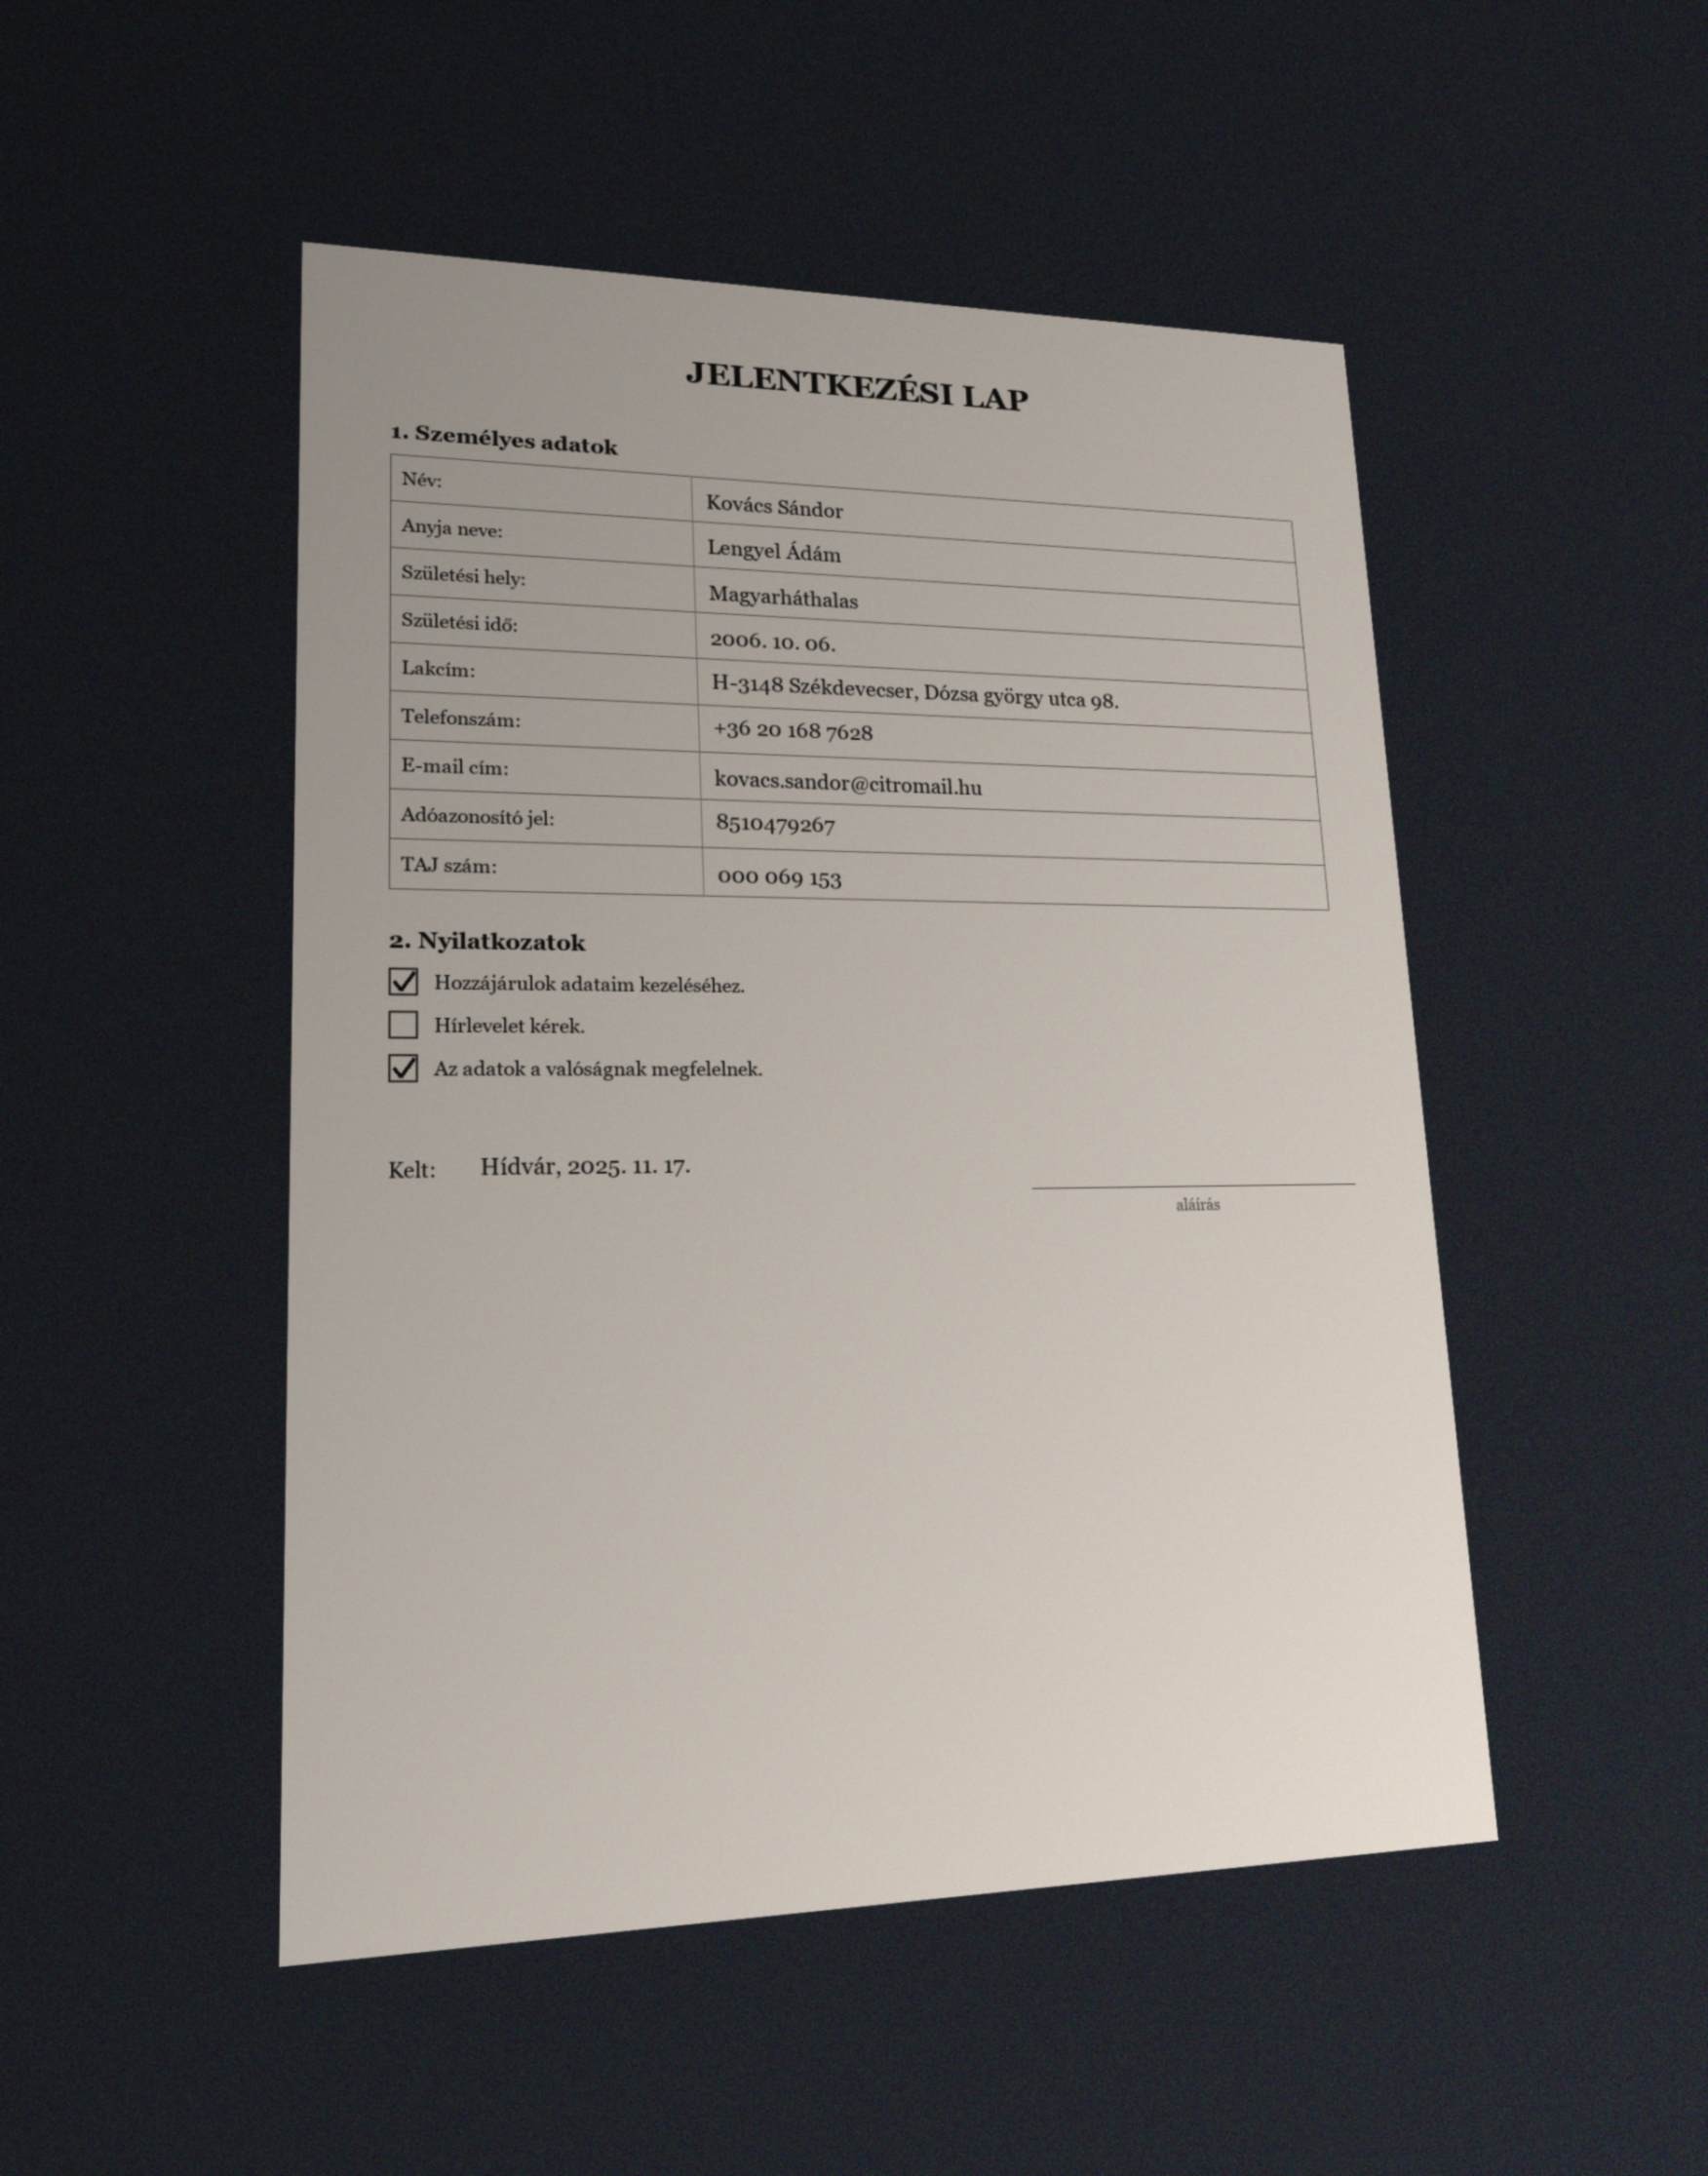 JELENTKEZÉSI LAP
1. Személyes adatok
Név: Kovács Sándor
Anyja neve: Lengyel Ádám
Születési hely: Magyarháthalas
Születési idő: 2006. 10. 06.
Lakcím: H-3148 Székdevecser, Dózsa györgy utca 98.
Telefonszám: +36 20 168 7628
E-mail cím: kovacs.sandor@citromail.hu
Adóazonosító jel: 8510479267
TAJ szám: 000 069 153
2. Nyilatkozatok
Hozzájárulok adataim kezeléséhez.
Hírlevelet kérek.
Az adatok a valóságnak megfelelnek.
Kelt: Hídvár, 2025. 11. 17.
aláírás